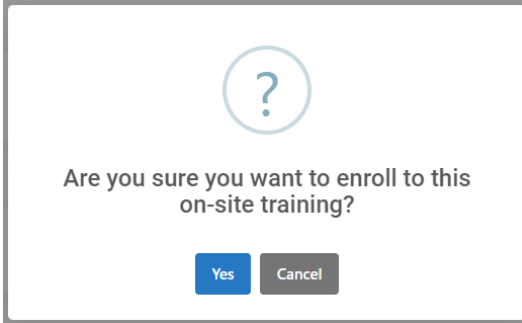 ?
Are you sure you want to enroll to this
on-site training?
Yes
Cancel